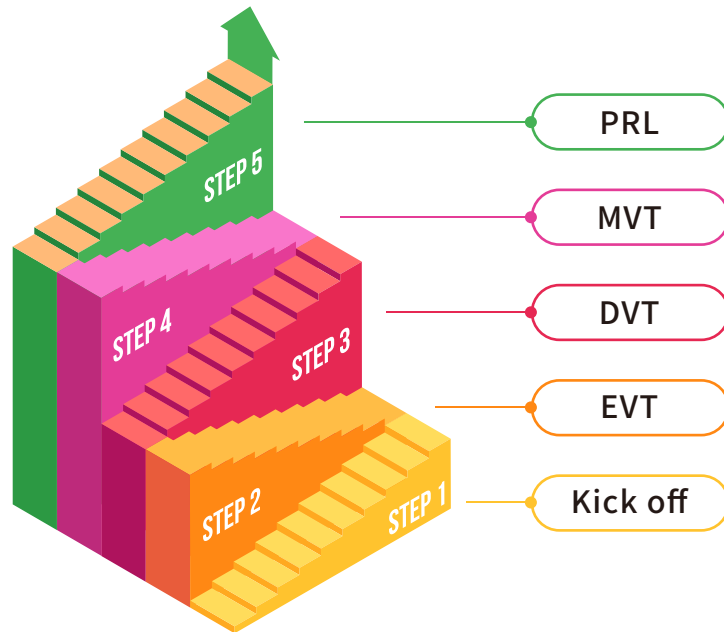 STEP 5
PRL
STEP 4
MVT
STEP 3
DVT
STEP 2
EVT
STEP 1
Kick off